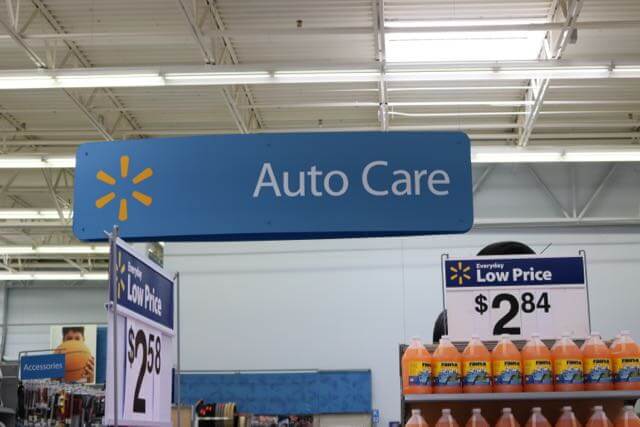 Auto Care
Everyday
Low Price
$2.58
Everyday
Low Price
$2.84
Accessories